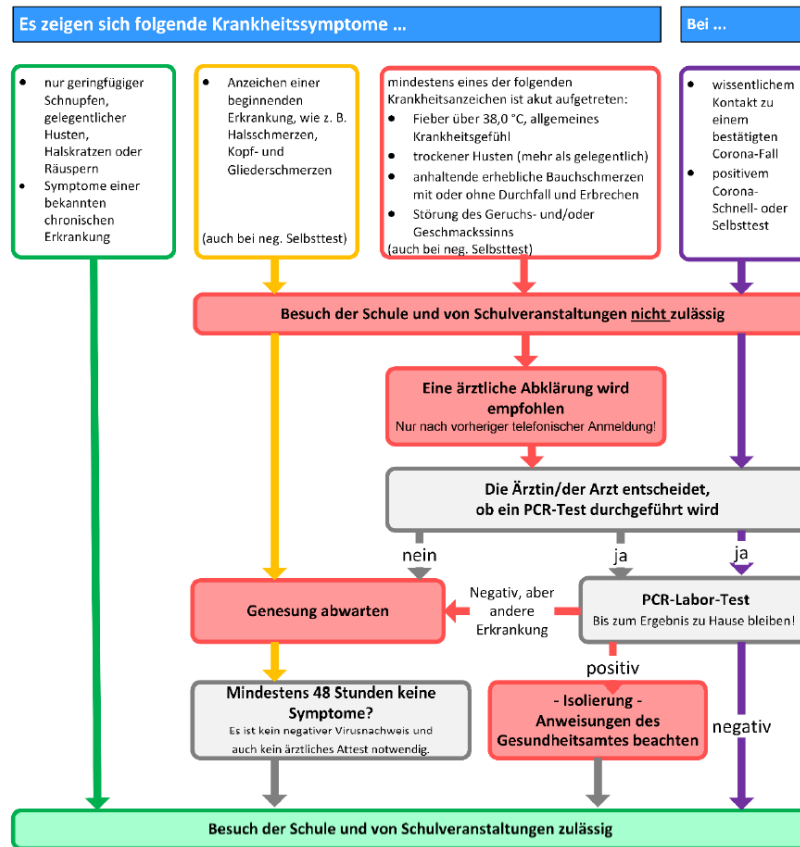 Es zeigen sich folgende Krankheitssymptome ...
Bei ...
• nur geringfügiger
Schnupfen,
gelegentlicher
Husten,
Halskratzen oder
Räuspern
• Symptome einer
bekannten
chronischen
Erkrankung
• Anzeichen einer
beginnenden
Erkrankung, wie z. B.
Halsschmerzen,
Kopf- und
Gliederschmerzen
(auch bei neg. Selbsttest)
mindestens eines der folgenden
Krankheitsanzeichen ist akut aufgetreten:
• Fieber über 38,0 °C, allgemeines
Krankheitsgefühl
• trockener Husten (mehr als gelegentlich)
• anhaltende erhebliche Bauchschmerzen
mit oder ohne Durchfall und Erbrechen
• Störung des Geruchs- und/oder
Geschmackssinns
(auch bei neg. Selbsttest)
• wissentlichem
Kontakt zu
einem
bestätigten
Corona-Fall
• positivem
Corona-
Schnell- oder
Selbsttest
Besuch der Schule und von Schulveranstaltungen nicht zulässig
Eine ärztliche Abklärung wird
empfohlen
Nur nach vorheriger telefonischer Anmeldung!
Die Ärztin/der Arzt entscheidet,
ob ein PCR-Test durchgeführt wird
nein
ja
ja
Genesung abwarten
Negativ, aber
andere
Erkrankung
PCR-Labor-Test
Bis zum Ergebnis zu Hause bleiben!
positiv
Mindestens 48 Stunden keine
Symptome?
Es ist kein negativer Virusnachweis und
auch kein ärztliches Attest notwendig.
- Isolierung -
Anweisungen des
Gesundheitsamtes beachten
negativ
Besuch der Schule und von Schulveranstaltungen zulässig